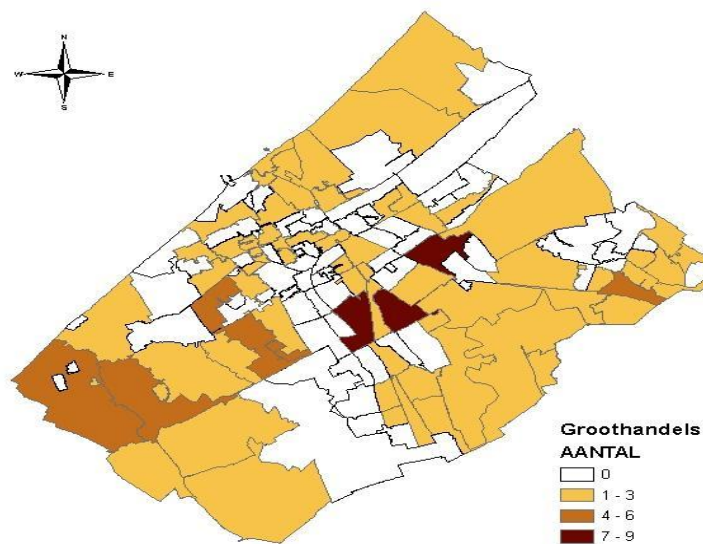 N
W E
S
Groothandels
AANTAL
0
1 - 3
4 - 6
7 - 9